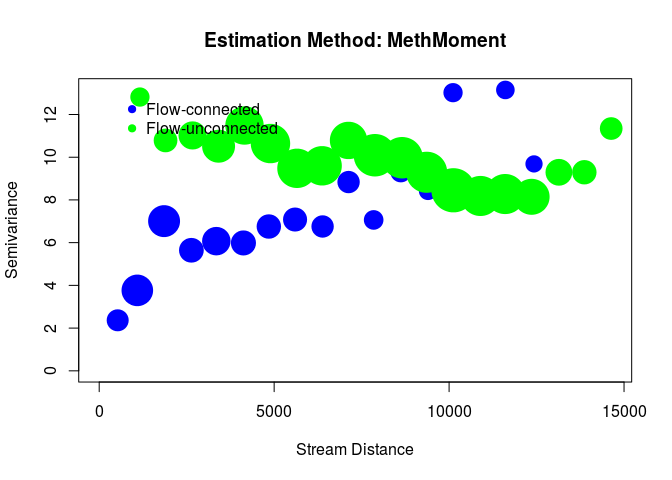 Estimation Method: MethMoment
Flow-connected
Flow-unconnected
12
10
8
6
4
2
0
Semivariance
0 5000 10000 15000
Stream Distance